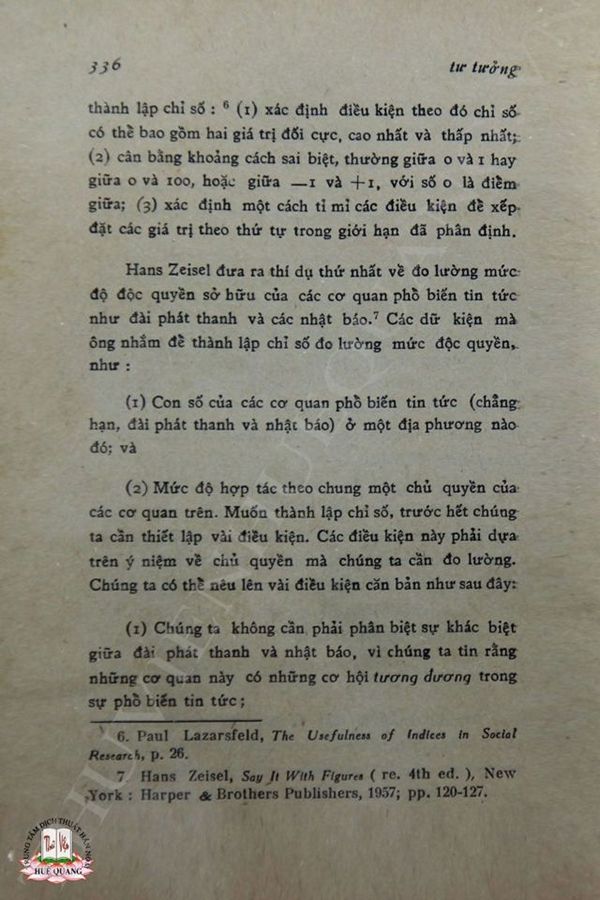 336
tư tưởng
thành lập chỉ số : 6 (1) xác định điều kiện theo đó chỉ số
có thể bao gồm hai giá trị đối cực, cao nhất và thấp nhất;
(2) cân bằng khoảng cách sai biệt, thường giữa 0 và 1 hay
giữa 0 và 100, hoặc giữa —1 và +1, với số 0 là điểm
giữa; (3) xác định một cách tỉ mỉ các điều kiện để xếp
đặt các giá trị theo thứ tự trong giới hạn đã phân định.
Hans Zeisel đưa ra thí dụ thứ nhất về đo lường mức
độ độc quyền sở hữu của các cơ quan phổ biến tin tức
như đài phát thanh và các nhật báo.7 Các dữ kiện mà
ông nhắm để thành lập chỉ số đo lường mức độc quyền,
như :
(1) Con số của các cơ quan phổ biến tin tức (chẳng
hạn, đài phát thanh và nhật báo) ở một địa phương nào
đó; và
(2) Mức độ hợp tác theo chung một chủ quyền của
các cơ quan trên. Muốn thành lập chỉ số, trước hết chúng
ta cần thiết lập vài điều kiện. Các điều kiện này phải dựa
trên ý niệm về chủ quyền mà chúng ta cần đo lường.
Chúng ta có thể nêu lên vài điều kiện căn bản như sau đây:
(1) Chúng ta không cần phải phân biệt sự khác biệt
giữa đài phát thanh và nhật báo, vì chúng ta tin rằng
những cơ quan này có những cơ hội tương đương trong
sự phổ biến tin tức;
6. Paul Lazarsfeld, The Usefulness of Indices in Social
Research, p. 26.
7 Hans Zeisel, Say It With Figures ( re. 4th ed. ), New
York : Harper & Brothers Publishers, 1957; pp. 120-127.
TRUNG TÂM DỊCH THUẬT HÁN NÔM
HUỆ QUANG